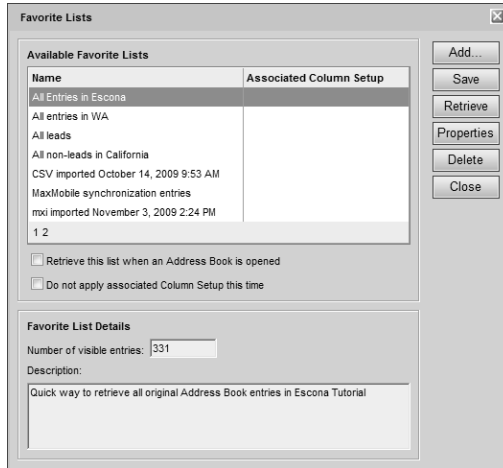 Favorite Lists
Available Favorite Lists
Name Associated Column Setup
All Entries in Escona
All entries in WA
All leads
All non-leads in California
CSV imported October 14, 2009 9:53 AM
MaxMobile synchronization entries
mxi imported November 3, 2009 2:24 PM
1 2
Retrieve this list when an Address Book is opened
Do not apply associated Column Setup this time
Favorite List Details
Number of visible entries: 331
Description:
Quick way to retrieve all original Address Book entries in Escona Tutorial
Add...
Save
Retrieve
Properties
Delete
Close